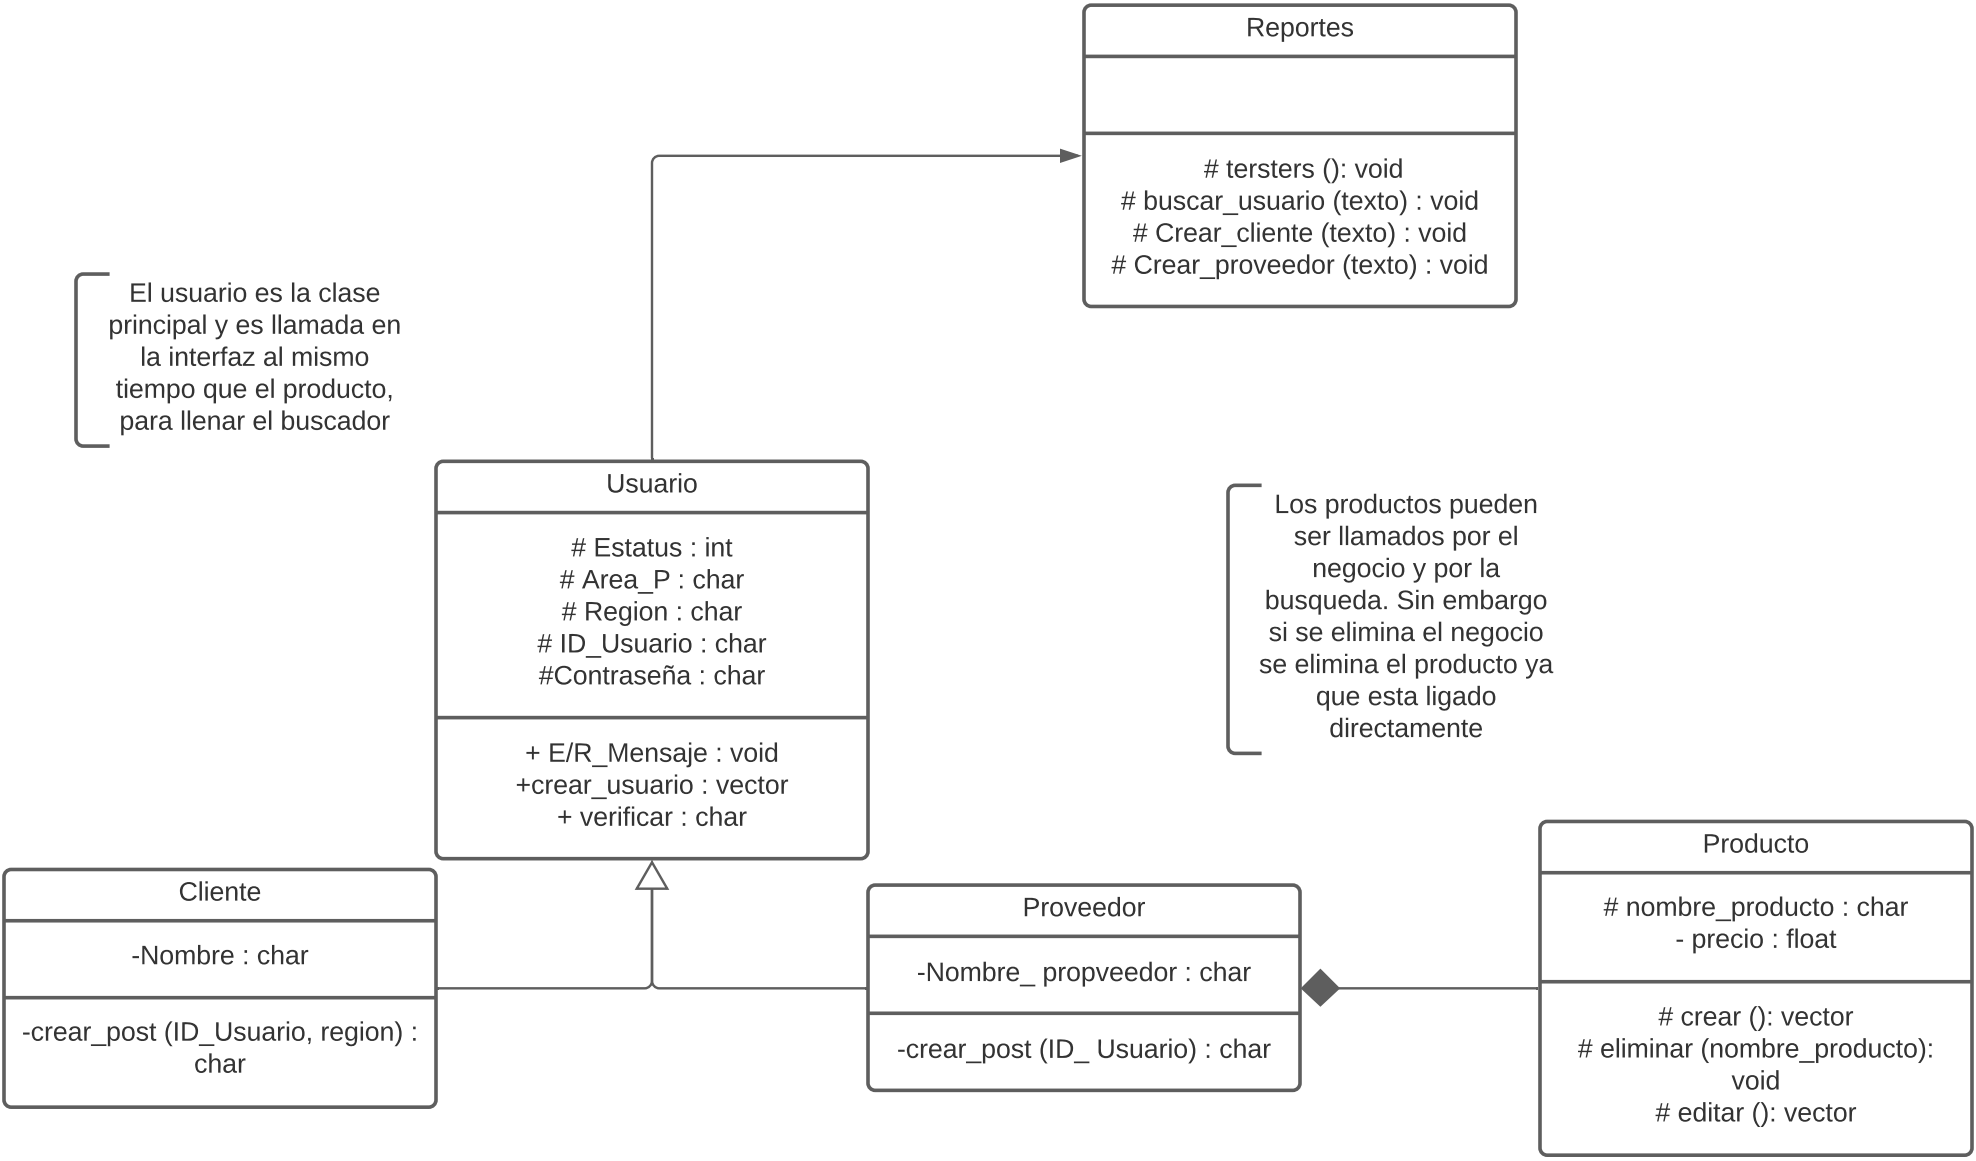 Reportes
# tersters (): void
# buscar_usuario (texto) : void
# Crear_cliente (texto) : void
# Crear_proveedor (texto) : void
El usuario es la clase
principal y es llamada en
la interfaz al mismo
tiempo que el producto,
para llenar el buscador
Usuario
# Estatus : int
# Area_P : char
# Region : char
# ID_Usuario : char
#Contraseña : char
+ E/R_Mensaje : void
+crear_usuario : vector
+ verificar : char
Los productos pueden
ser llamados por el
negocio y por la
busqueda. Sin embargo
si se elimina el negocio
se elimina el producto ya
que esta ligado
directamente
Cliente
-Nombre : char
-crear_post (ID_Usuario, region) :
char
Proveedor
-Nombre_ propveedor : char
-crear_post (ID_ Usuario) : char
Producto
# nombre_producto : char
- precio : float
# crear (): vector
# eliminar (nombre_producto):
void
# editar (): vector